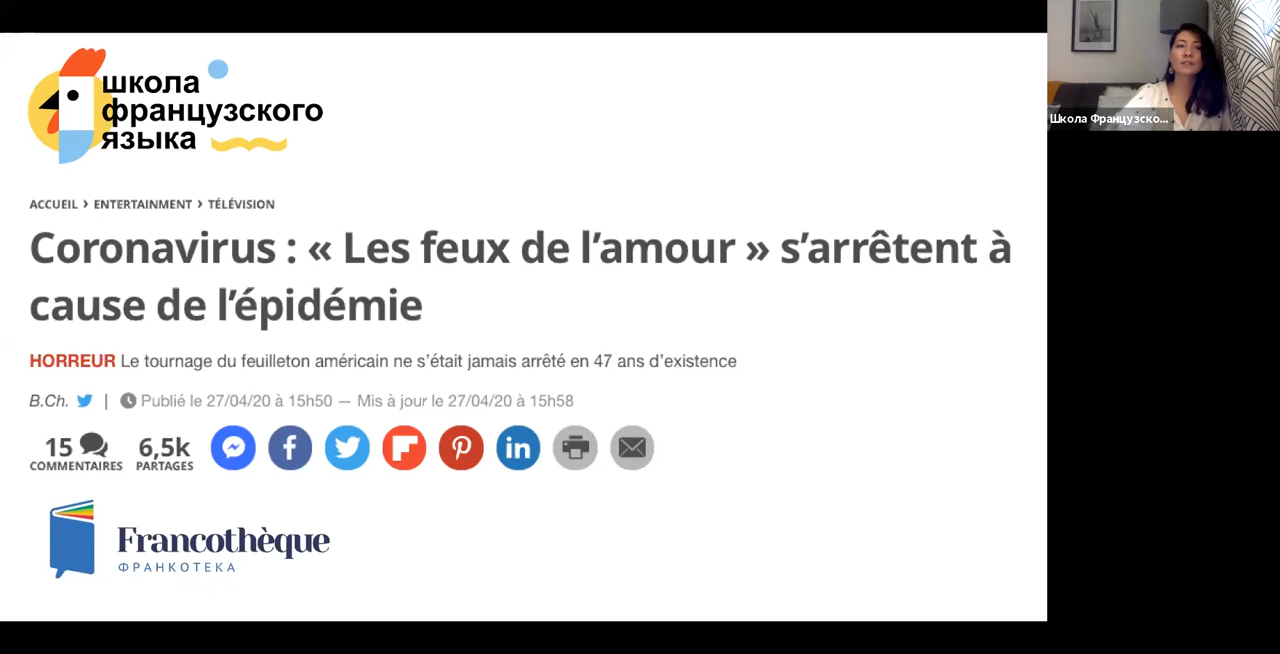 школа
французского
языка
ACCUEIL › ENTERTAINMENT › TÉLÉVISION
Coronavirus : « Les feux de l’amour » s’arrêtent à
cause de l’épidémie
HORREUR Le tournage du feuilleton américain ne s’était jamais arrêté en 47 ans d’existence
B.Ch. | Publié le 27/04/20 à 15h50 — Mis à jour le 27/04/20 à 15h58
15 6,5k
COMMENTAIRES PARTAGES
Francothèque
ФРАНКОТЕКА
Школа Французско...